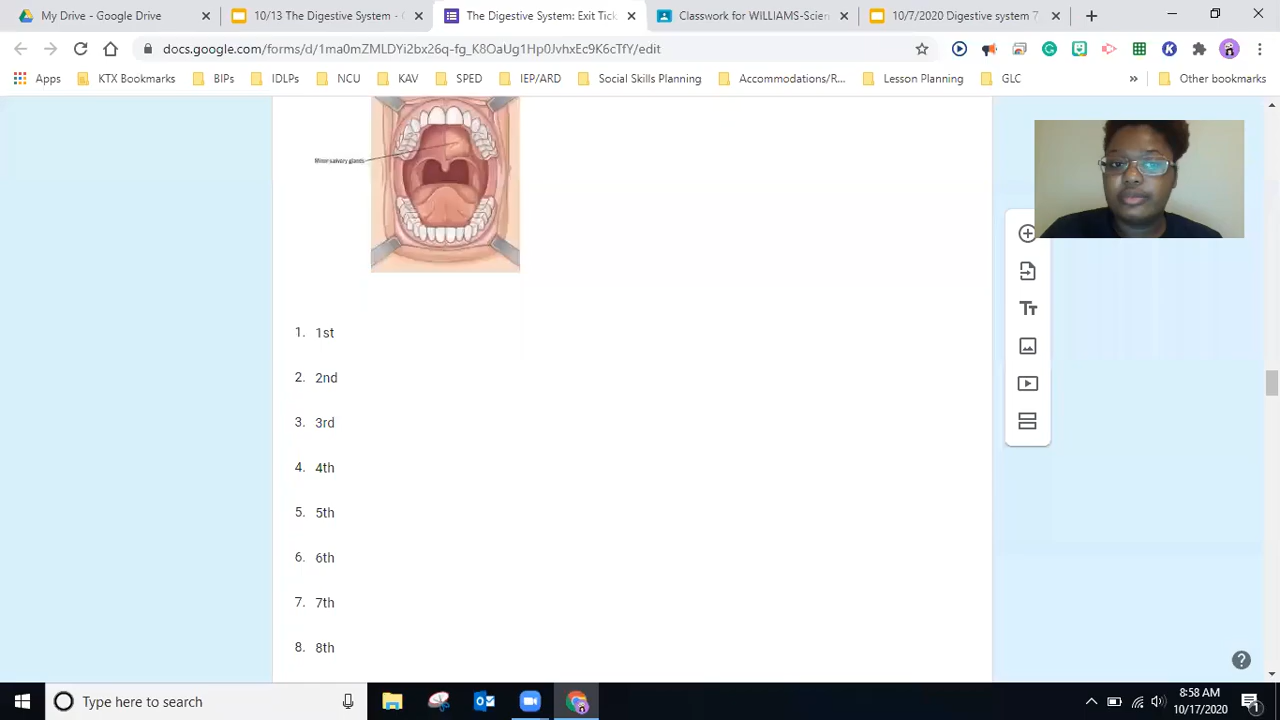 My Drive - Google Drive
10/13 The Digestive System -
The Digestive System: Exit Tick
Classwork for WILLIAMS-Scien
10/7/2020 Digestive system 7
docs.google.com/forms/d/1ma0mZMLDYi2bx26q-fg_K8OaUg1Hp0JvhxEc9K6cTfY/edit
Apps
KTX Bookmarks
BIPs
IDLPs
NCU
KAV
SPED
IEP/ARD
Social Skills Planning
Accommodations/R...
Lesson Planning
GLC
»
Other bookmarks
Minor salivary glands
1. 1st
2. 2nd
3. 3rd
4. 4th
5. 5th
6. 6th
7. 7th
8. 8th
Type here to search
8:58 AM
10/17/2020